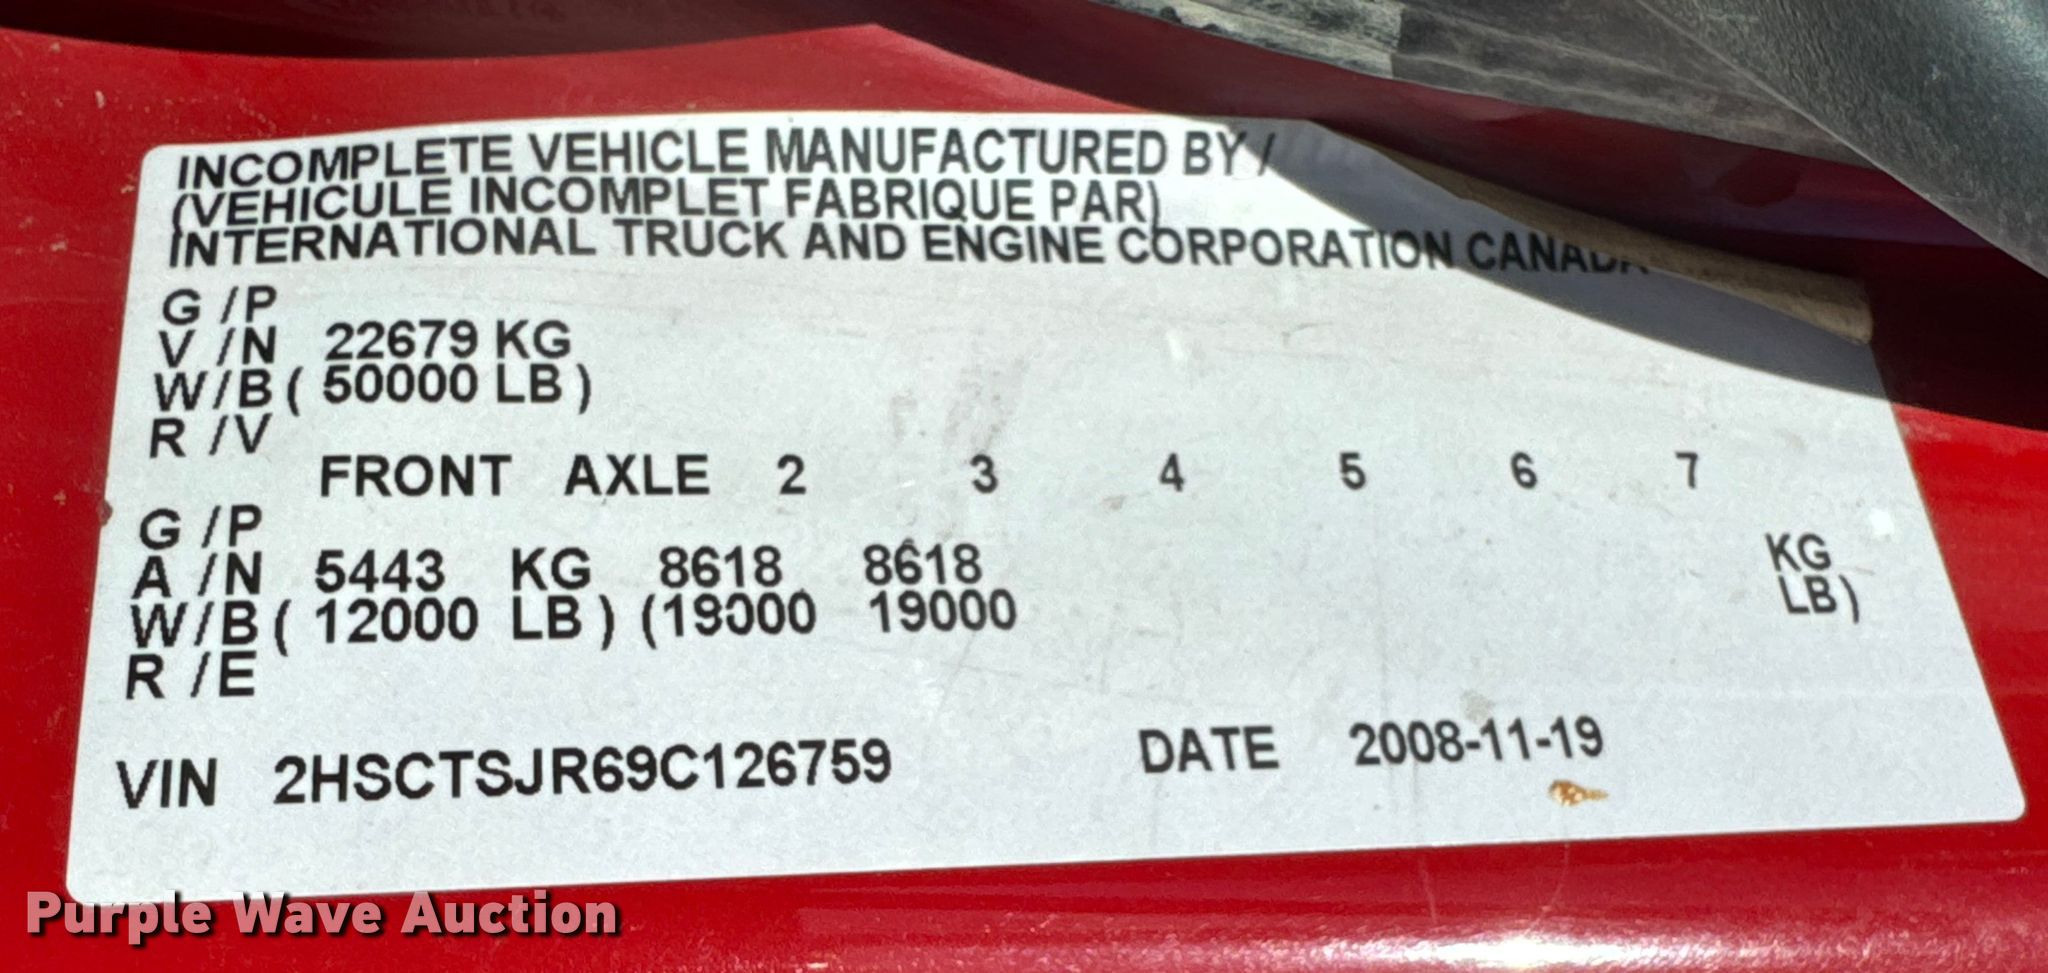 INCOMPLETE VEHICLE MANUFACTURED BY /
(VEHICULE INCOMPLET FABRIQUE PAR)
INTERNATIONAL TRUCK AND ENGINE CORPORATION CANADA
G /P
V /N 22679 KG
W/B ( 50000 LB )
R /V
FRONT AXLE 2 3 4 5 6 7
G /P
A /N 5443 KG 8618 8618 KG
W/B ( 12000 LB ) (19000 19000 LB )
R /E
VIN 2HSCTSJR69C126759 DATE 2008-11-19
Purple Wave Auction